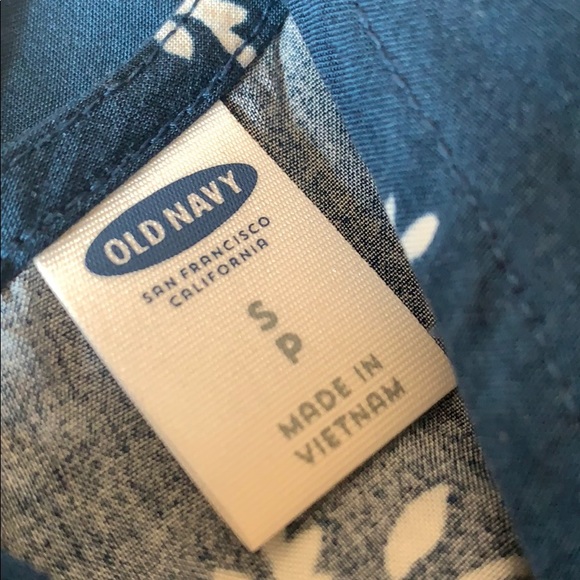 OLD NAVY
SAN FRANCISCO
CALIFORNIA
S
P
MADE IN
VIETNAM